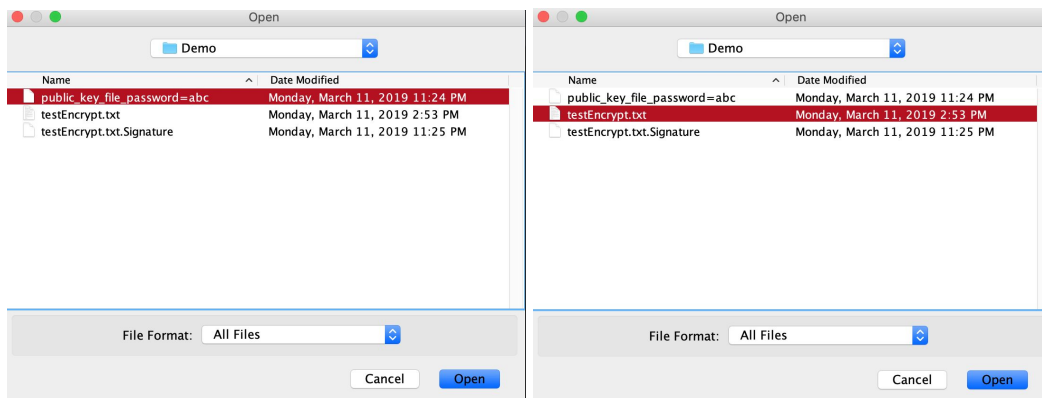 Open
Demo
Name Date Modified
public_key_file_password=abc Monday, March 11, 2019 11:24 PM
testEncrypt.txt Monday, March 11, 2019 2:53 PM
testEncrypt.txt.Signature Monday, March 11, 2019 11:25 PM
File Format: All Files
Cancel Open
Open
Demo
Name Date Modified
public_key_file_password=abc Monday, March 11, 2019 11:24 PM
testEncrypt.txt Monday, March 11, 2019 2:53 PM
testEncrypt.txt.Signature Monday, March 11, 2019 11:25 PM
File Format: All Files
Cancel Open